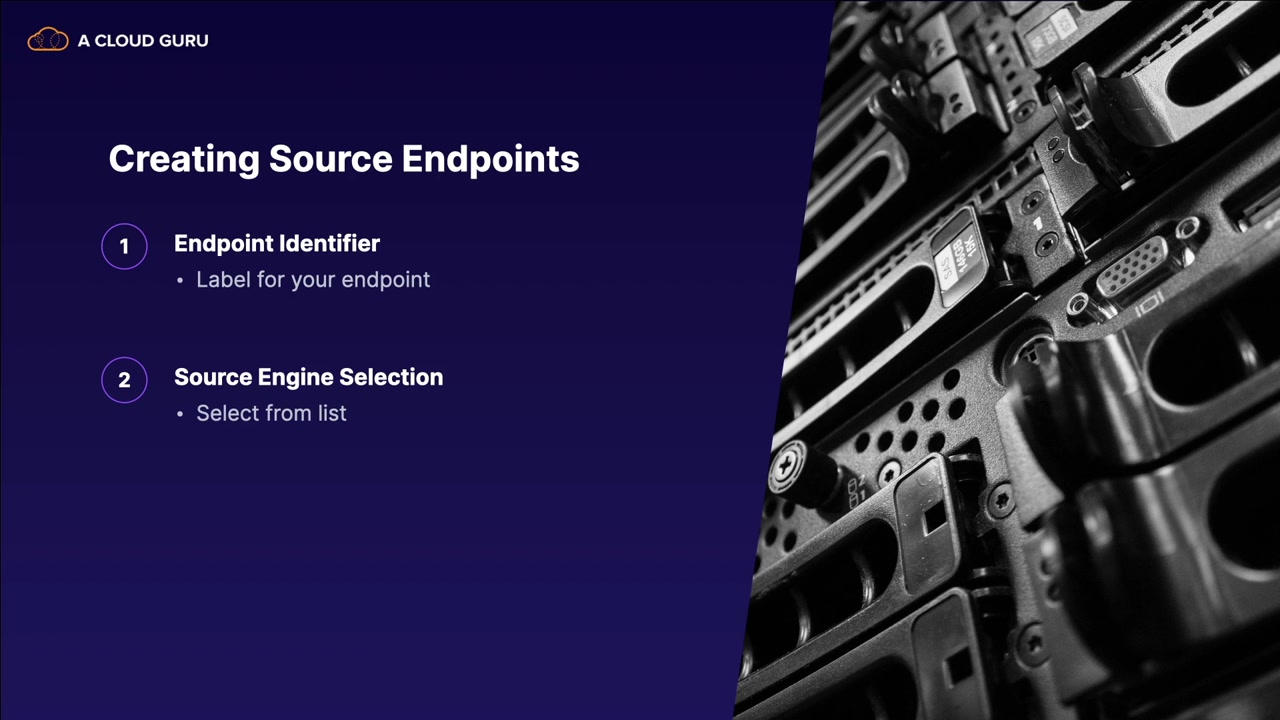 A CLOUD GURU
Creating Source Endpoints
1
Endpoint Identifier
• Label for your endpoint
2
Source Engine Selection
• Select from list
15K
146GB
SAS